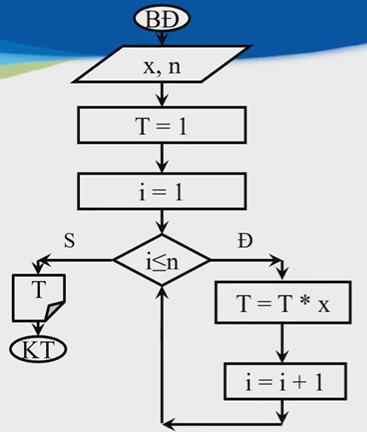 BĐ
x, n
T = 1
i = 1
S
Đ
i≤n
T
T = T * x
KT
i = i + 1